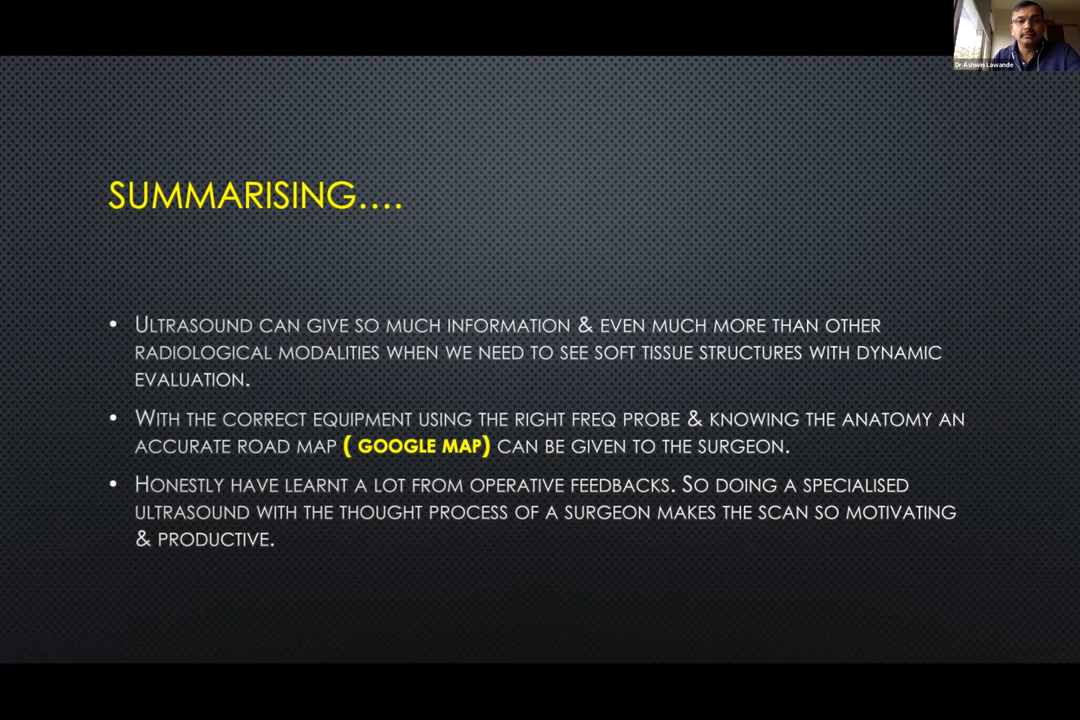 Dr Ashwin Lawande
SUMMARISING....
• ULTRASOUND CAN GIVE SO MUCH INFORMATION & EVEN MUCH MORE THAN OTHER
RADIOLOGICAL MODALITIES WHEN WE NEED TO SEE SOFT TISSUE STRUCTURES WITH DYNAMIC
EVALUATION.
• WITH THE CORRECT EQUIPMENT USING THE RIGHT FREQ PROBE & KNOWING THE ANATOMY AN
ACCURATE ROAD MAP ( GOOGLE MAP) CAN BE GIVEN TO THE SURGEON.
• HONESTLY HAVE LEARNT A LOT FROM OPERATIVE FEEDBACKS. SO DOING A SPECIALISED
ULTRASOUND WITH THE THOUGHT PROCESS OF A SURGEON MAKES THE SCAN SO MOTIVATING
& PRODUCTIVE.